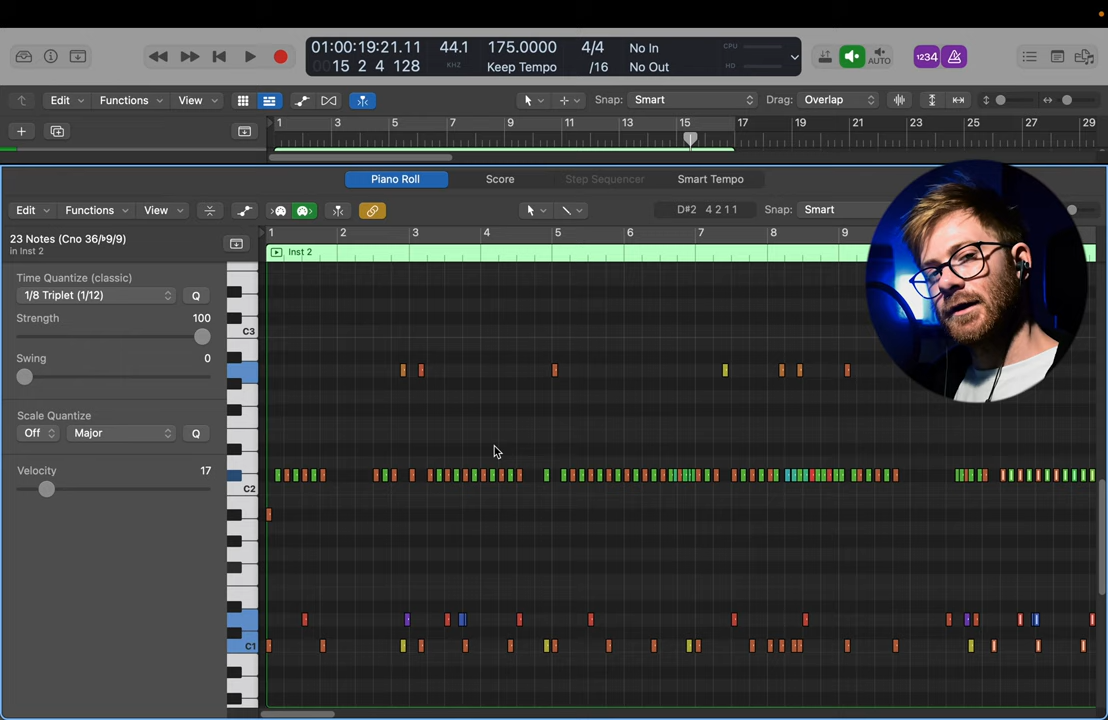 01:00:19:21.11 44.1 175.0000 4/4 No In CPU
0015 2 4 128 KHZ Keep Tempo /16 No Out HD
AUTO 1234
Edit Functions View Snap: Smart Drag: Overlap
1 3 5 7 9 11 13 15 17 19 21 23 25 27 29
Piano Roll Score Step Sequencer Smart Tempo
Edit Functions View D#2 4 2 1 1 Snap: Smart
1 2 3 4 5 6 7 8 9
23 Notes (Cno 36/♭9/9)
in Inst 2
Inst 2
Time Quantize (classic)
1/8 Triplet (1/12) Q
Strength 100
Swing 0
Scale Quantize
Off Major Q
Velocity 17
C3
C2
C1